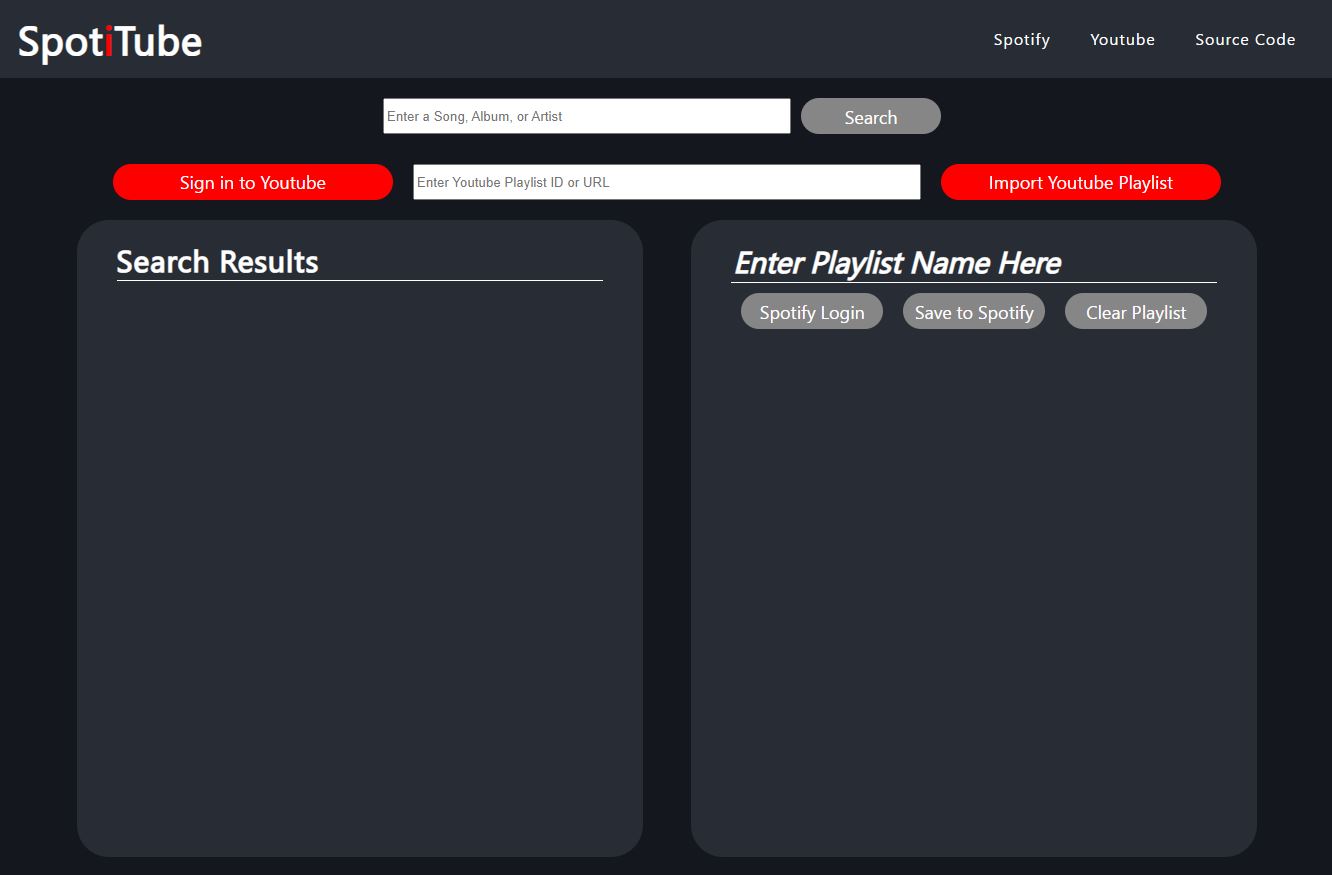 SpotiTube
Spotify Youtube Source Code
Enter a Song, Album, or Artist
Search
Sign in to Youtube
Enter Youtube Playlist ID or URL
Import Youtube Playlist
Search Results
Enter Playlist Name Here
Spotify Login
Save to Spotify
Clear Playlist